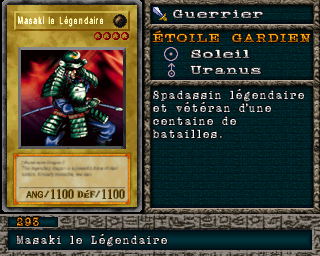 Masaki le Légendaire
ANG/1100 DéF/1100
Guerrier
ÉTOILE GARDIEN
Soleil
Uranus
Spadassin légendaire
et vétéran d'une
centaine de
batailles.
293
Masaki le Légendaire